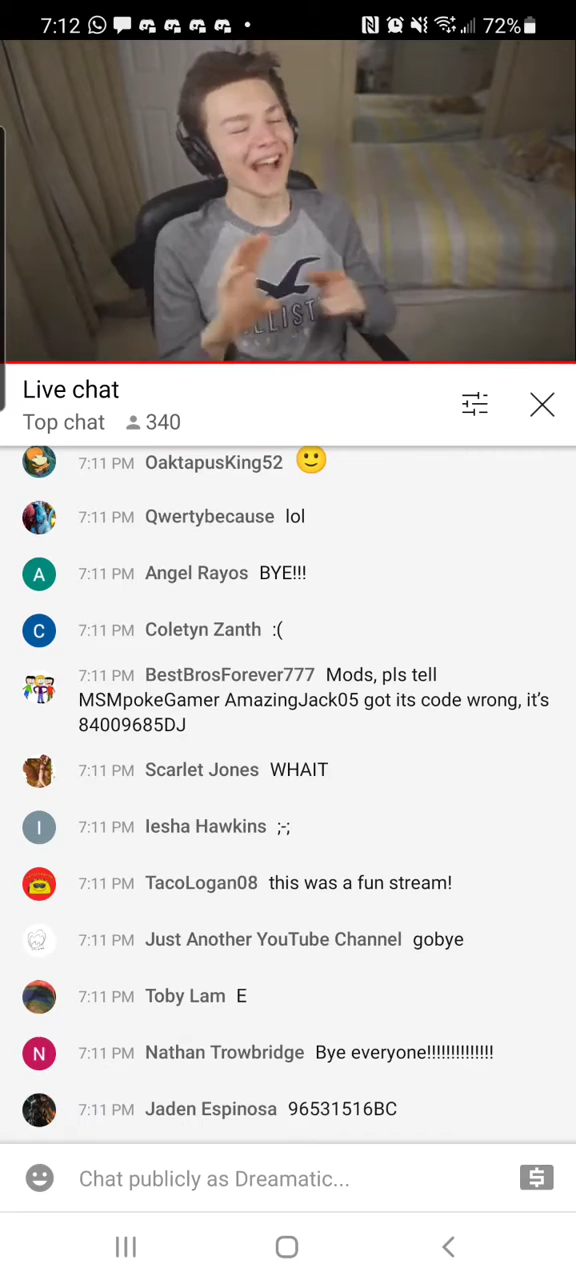 7:12
72%
LLIST
Live chat
Top chat 340
7:11 PM OaktapusKing52
7:11 PM Qwertybecause lol
A 7:11 PM Angel Rayos BYE!!!
C 7:11 PM Coletyn Zanth :(
7:11 PM BestBrosForever777 Mods, pls tell
MSMpokeGamer AmazingJack05 got its code wrong, it’s
84009685DJ
7:11 PM Scarlet Jones WHAIT
I 7:11 PM Iesha Hawkins ;-;
7:11 PM TacoLogan08 this was a fun stream!
7:11 PM Just Another YouTube Channel gobye
7:11 PM Toby Lam E
N 7:11 PM Nathan Trowbridge Bye everyone!!!!!!!!!!!!!!
7:11 PM Jaden Espinosa 96531516BC
Chat publicly as Dreamatic...